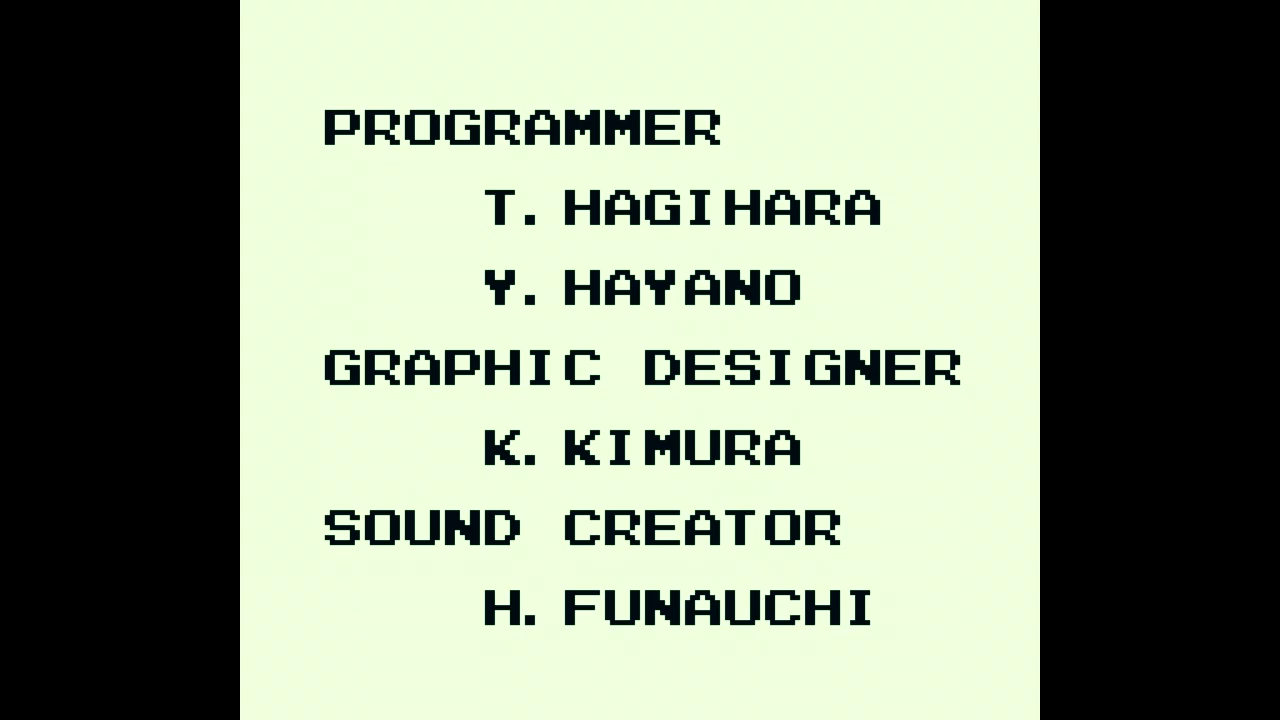 PROGRAMMER
T. HAGIHARA
Y. HAYANO
GRAPHIC DESIGNER
K. KIMURA
SOUND CREATOR
H. FUNAUCHI